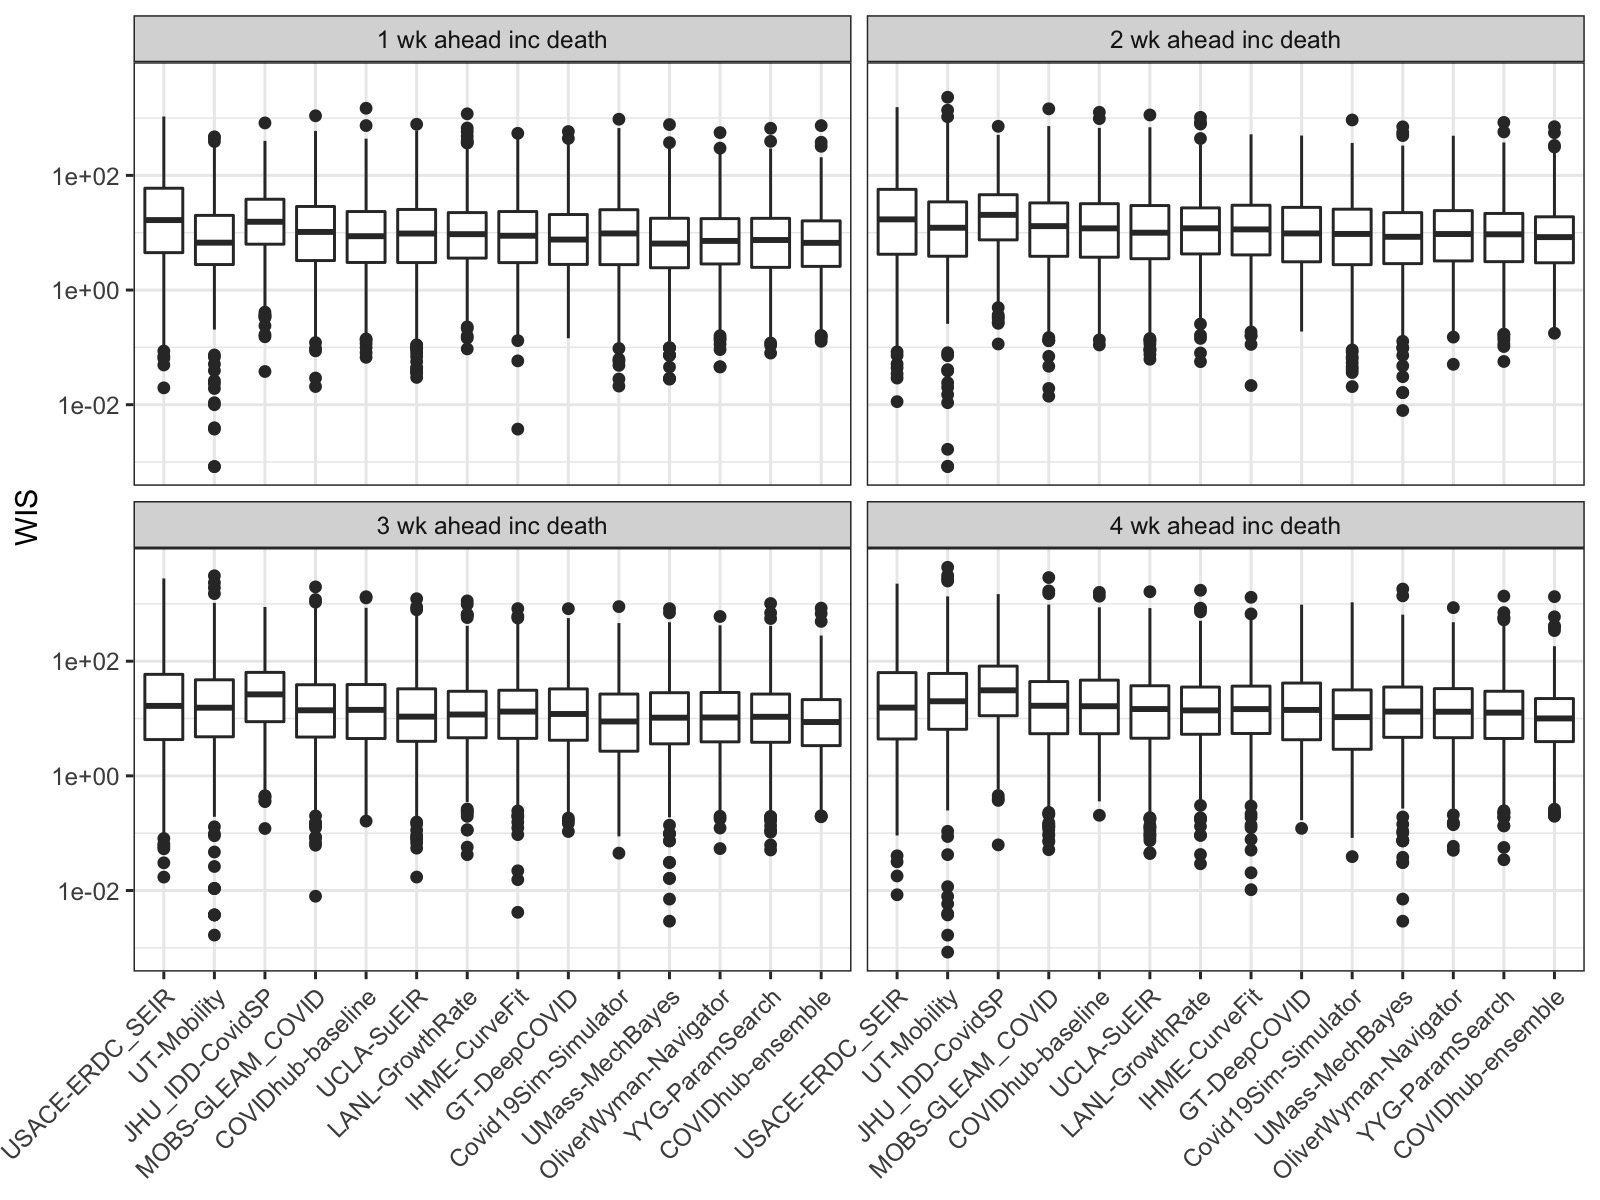 1 wk ahead inc death
2 wk ahead inc death
1e+02
1e+00
1e-02
WIS
3 wk ahead inc death
4 wk ahead inc death
1e+02
1e+00
1e-02
USACE-ERDC_SEIR
UT-Mobility
JHU_IDD-CovidSP
MOBS-GLEAM_COVID
COVIDhub-baseline
UCLA-SuEIR
LANL-GrowthRate
IHME-CurveFit
GT-DeepCOVID
Covid19Sim-Simulator
UMass-MechBayes
OliverWyman-Navigator
YYG-ParamSearch
COVIDhub-ensemble
USACE-ERDC_SEIR
UT-Mobility
JHU_IDD-CovidSP
MOBS-GLEAM_COVID
COVIDhub-baseline
UCLA-SuEIR
LANL-GrowthRate
IHME-CurveFit
GT-DeepCOVID
Covid19Sim-Simulator
UMass-MechBayes
OliverWyman-Navigator
YYG-ParamSearch
COVIDhub-ensemble